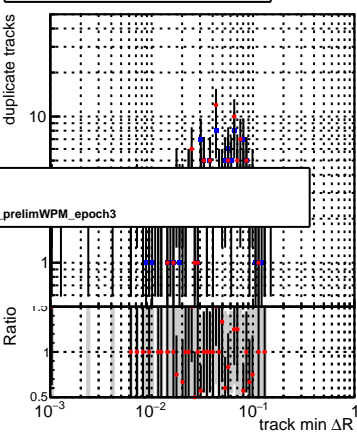 duplicate tracks
10
_prelimWPM_epoch3
1
Ratio
1.5
1
0.5
10⁻³
10⁻²
10⁻¹
1
track min ΔR